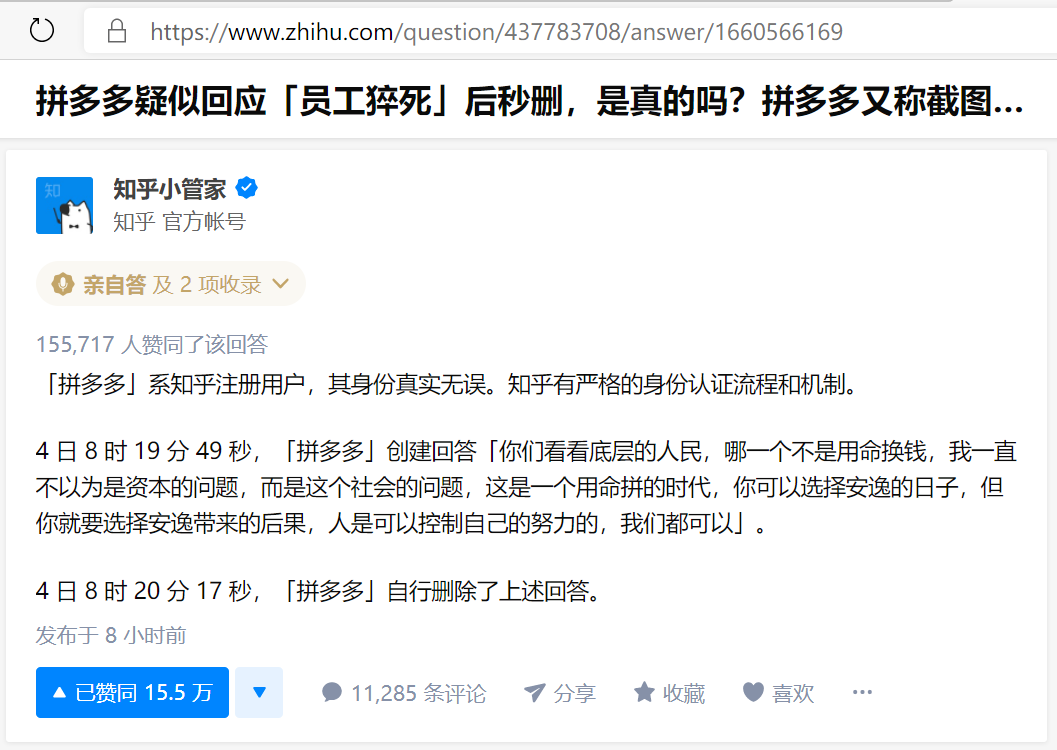 https://www.zhihu.com/question/437783708/answer/1660566169
拼多多疑似回应「员工猝死」后秒删，是真的吗？拼多多又称截图...
知
知乎小管家
知乎 官方帐号
亲自答 及 2 项收录
155,717 人赞同了该回答
「拼多多」系知乎注册用户，其身份真实无误。知乎有严格的身份认证流程和机制。
4 日 8 时 19 分 49 秒，「拼多多」创建回答「你们看看底层的人民，哪一个不是用命换钱，我一直
不以为是资本的问题，而是这个社会的问题，这是一个用命拼的时代，你可以选择安逸的日子，但
你就要选择安逸带来的后果，人是可以控制自己的努力的，我们都可以」。
4 日 8 时 20 分 17 秒，「拼多多」自行删除了上述回答。
发布于 8 小时前
已赞同 15.5 万
11,285 条评论 分享 收藏 喜欢 ...